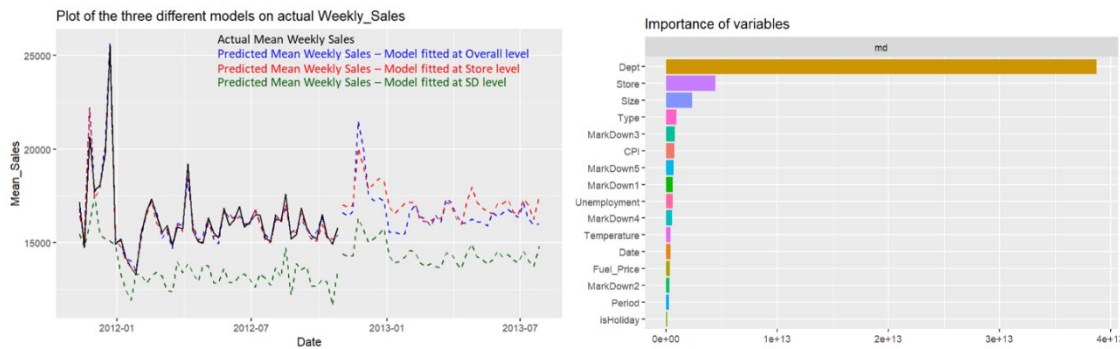 Plot of the three different models on actual Weekly_Sales
Actual Mean Weekly Sales
Predicted Mean Weekly Sales – Model fitted at Overall level
Predicted Mean Weekly Sales – Model fitted at Store level
Predicted Mean Weekly Sales – Model fitted at SD level
Mean_Sales
25000
20000
15000
2012-01
2012-07
2013-01
2013-07
Date
Importance of variables
md
Dept
Store
Size
Type
MarkDown3
CPI
MarkDown5
MarkDown1
Unemployment
MarkDown4
Temperature
Date
Fuel_Price
MarkDown2
Period
isHoliday
0e+00
1e+13
2e+13
3e+13